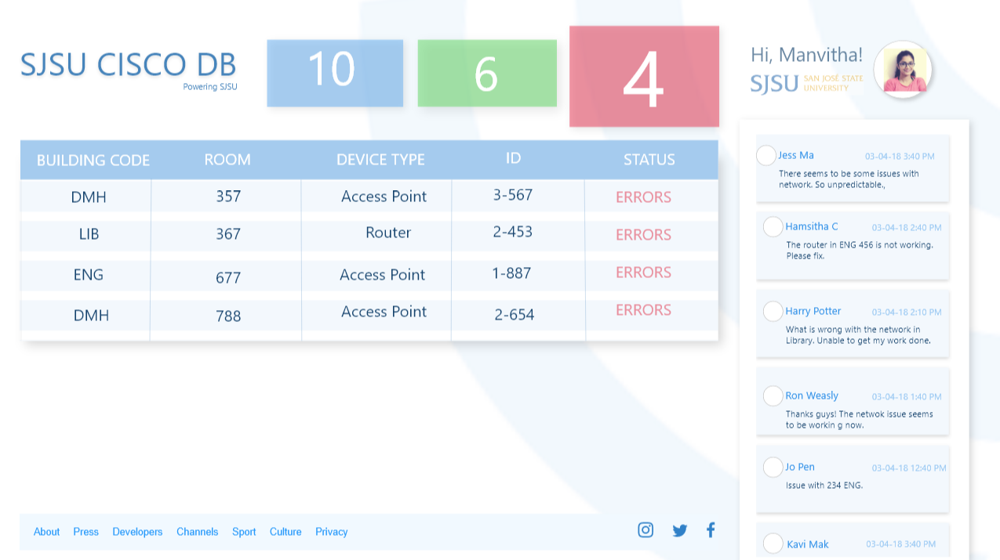 SJSU CISCO DB
Powering SJSU
10
6
4
Hi, Manvitha!
SJSU SAN JOSÉ STATE
UNIVERSITY
BUILDING CODE ROOM DEVICE TYPE ID STATUS
DMH 357 Access Point 3-567 ERRORS
LIB 367 Router 2-453 ERRORS
ENG 677 Access Point 1-887 ERRORS
DMH 788 Access Point 2-654 ERRORS
Jess Ma 03-04-18 3:40 PM
There seems to be some issues with
network. So unpredictable.,
Hamsitha C 03-04-18 2:40 PM
The router in ENG 456 is not working.
Please fix.
Harry Potter 03-04-18 2:10 PM
What is wrong with the network in
Library. Unable to get my work done.
Ron Weasly 03-04-18 1:40 PM
Thanks guys! The netwok issue seems
to be workin g now.
Jo Pen 03-04-18 12:40 PM
Issue with 234 ENG.
Kavi Mak 03-04-18 3:40 PM
About Press Developers Channels Sport Culture Privacy